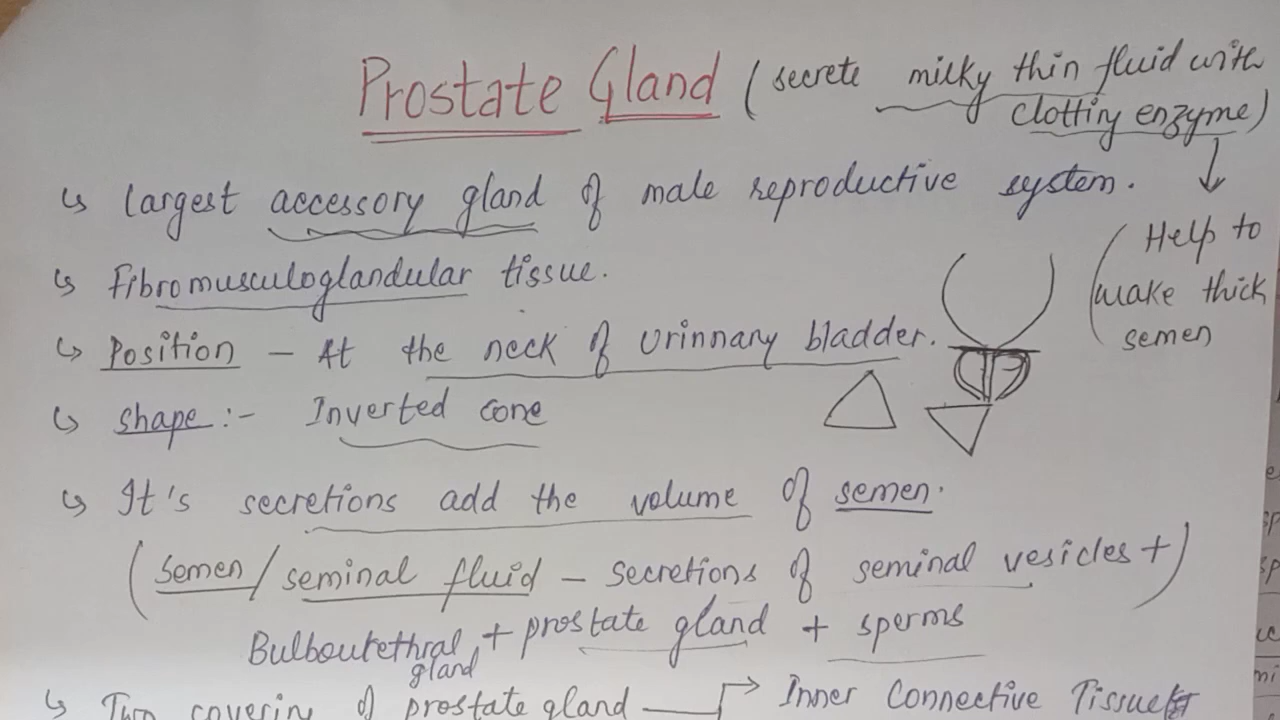 Prostate Gland (secrete milky thin fluid with
clotting enzyme)
↓
↳ largest accessory gland of male reproductive system.
(Help to
make thick
semen
↳ Fibromusculoglandular tissue.
↳ Position - At the neck of Urinnary bladder.
↳ shape :- Inverted cone
↳ It's secretions add the volume of semen.
(Semen/seminal fluid - secretions of seminal vesicles +)
Bulbourethral + prostate gland + sperms
gland
↳ Two covering of prostate gland → Inner Connective Tissue